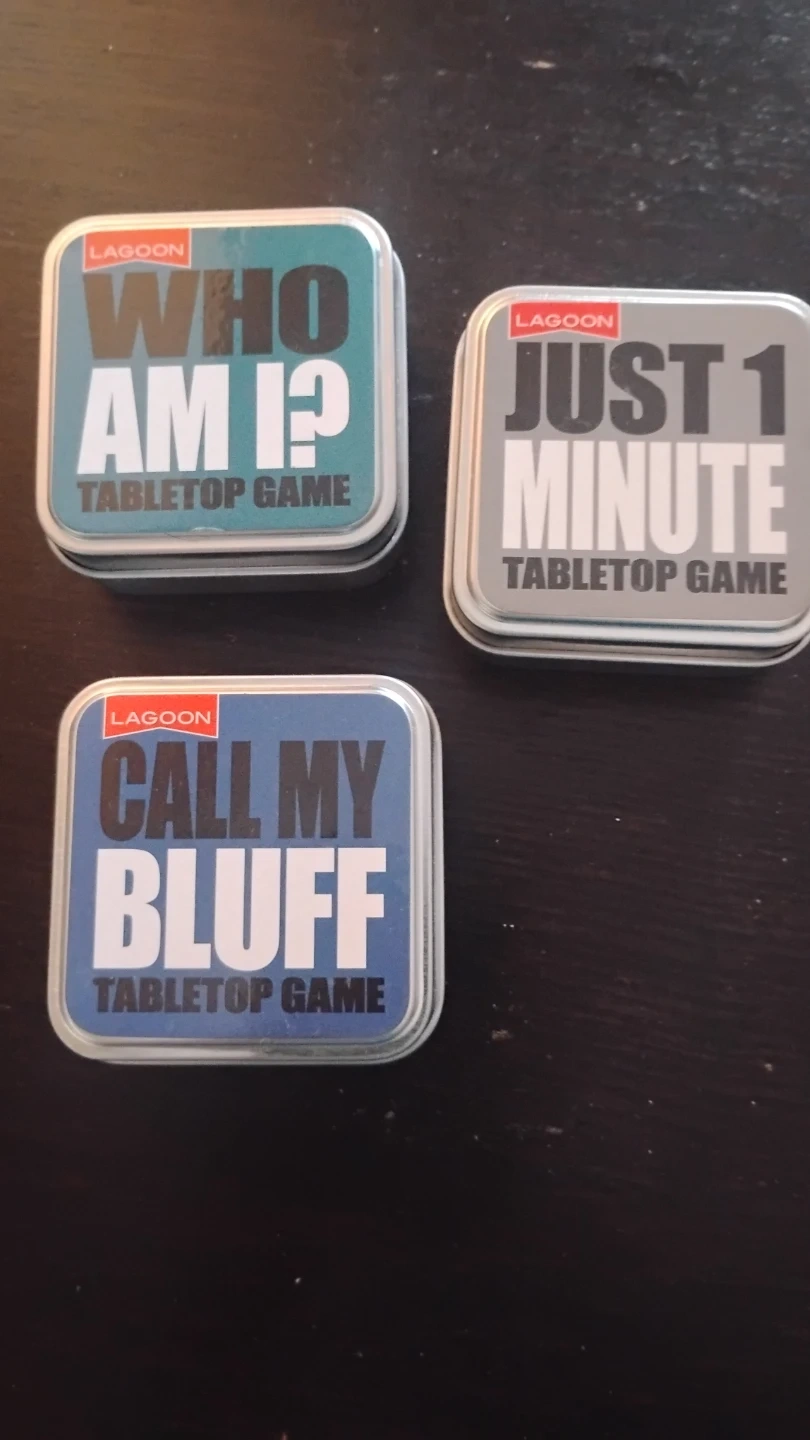 LAGOON
WHO
AM I?
TABLETOP GAME
LAGOON
JUST 1
MINUTE
TABLETOP GAME
LAGOON
CALL MY
BLUFF
TABLETOP GAME